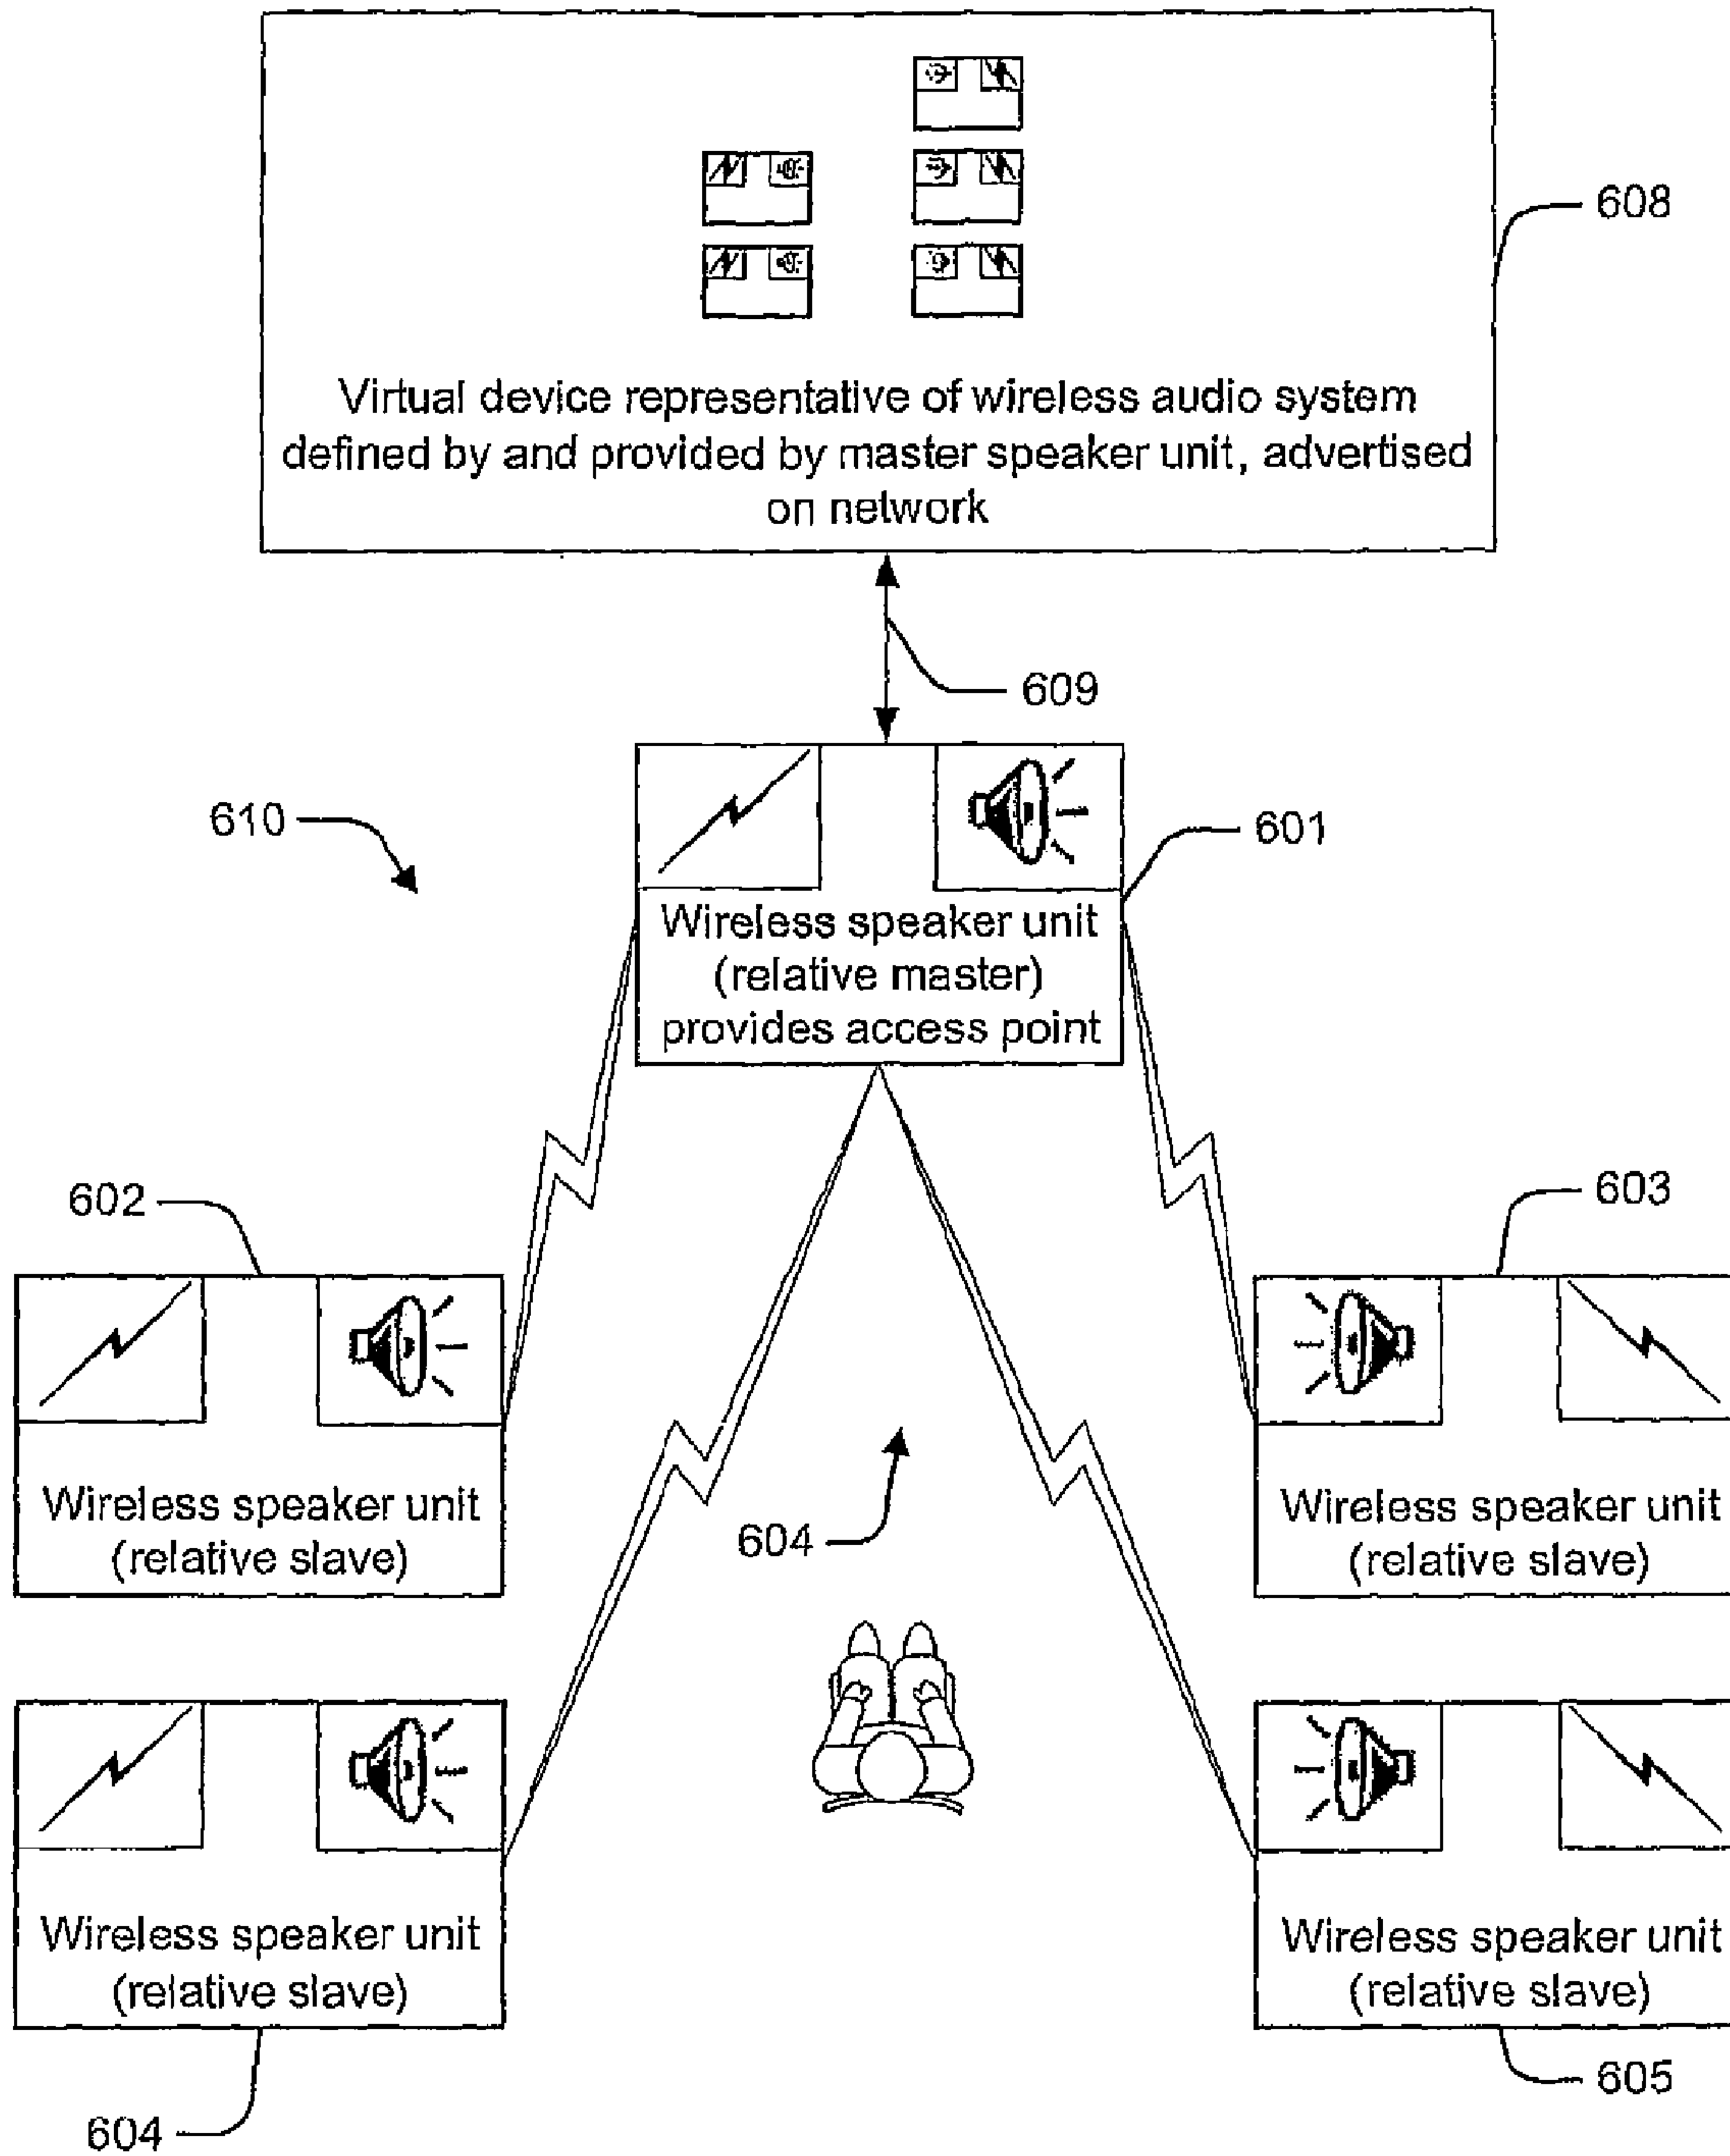 608
Virtual device representative of wireless audio system
defined by and provided by master speaker unit, advertised
on network
609
610
601
Wireless speaker unit
(relative master)
provides access point
602
603
Wireless speaker unit
(relative slave)
Wireless speaker unit
(relative slave)
604
Wireless speaker unit
(relative slave)
Wireless speaker unit
(relative slave)
605
604